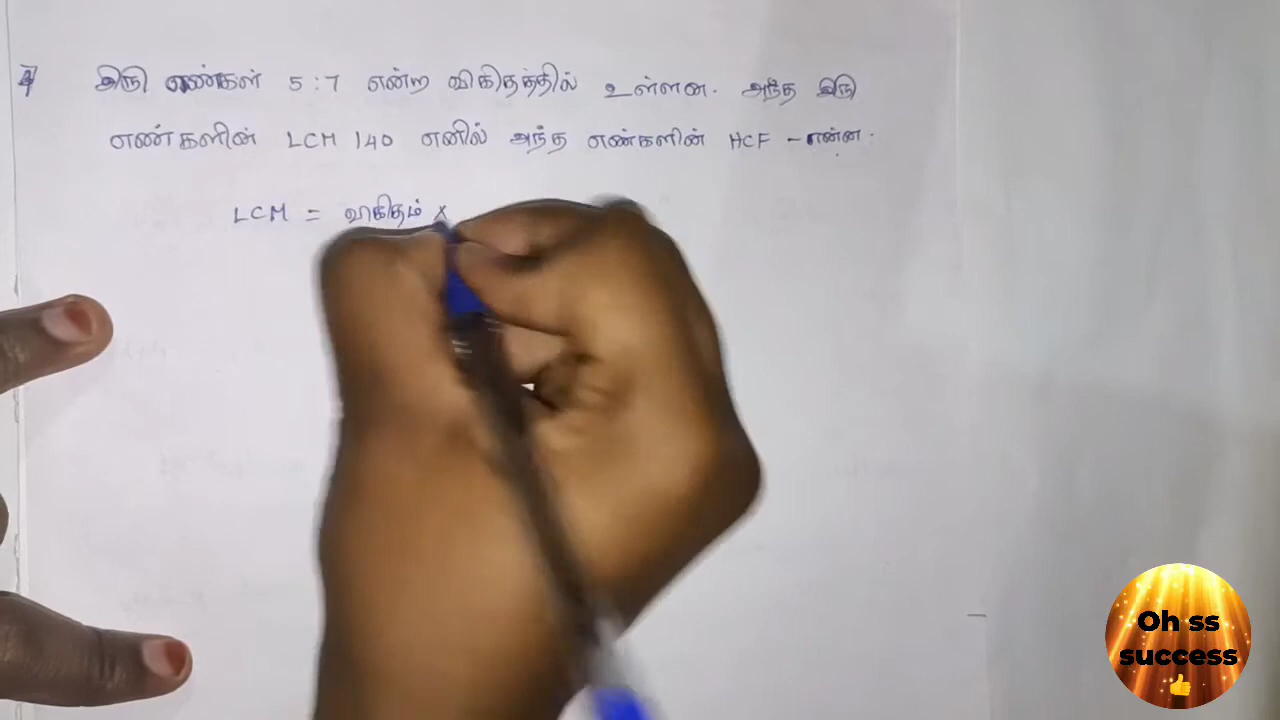 இரு எண்கள் 5 : 7 என்ற விகிதத்தில் உள்ளன. அந்த இரு
எண்களின் LCM 140 எனில் அந்த எண்களின் HCF - என்ன.
LCM = விகிதம் x
Oh ss
success